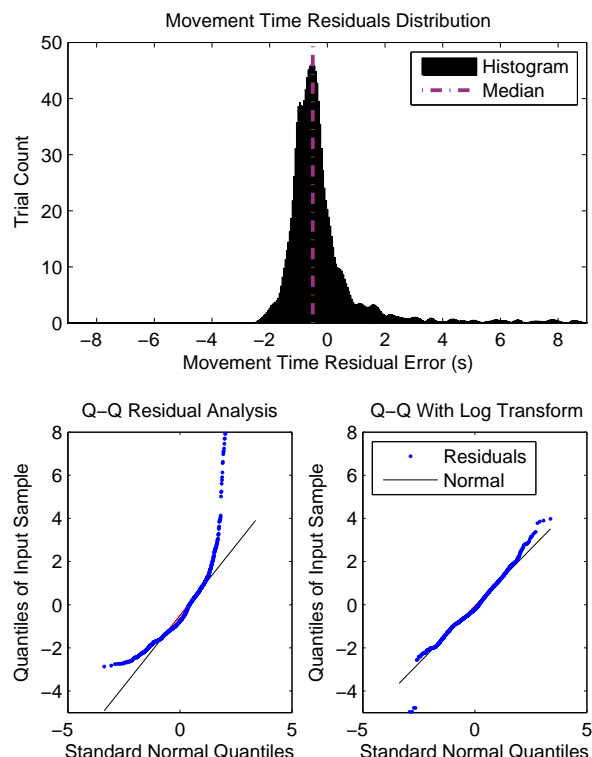 Movement Time Residuals Distribution
50
40
30
20
10
0
Trial Count
Histogram
Median
−8 −6 −4 −2 0 2 4 6 8
Movement Time Residual Error (s)
Q−Q Residual Analysis
8
6
4
2
0
−2
−4
Quantiles of Input Sample
−5 0 5
Standard Normal Quantiles
Q−Q With Log Transform
8
6
4
2
0
−2
−4
Quantiles of Input Sample
Residuals
Normal
−5 0 5
Standard Normal Quantiles